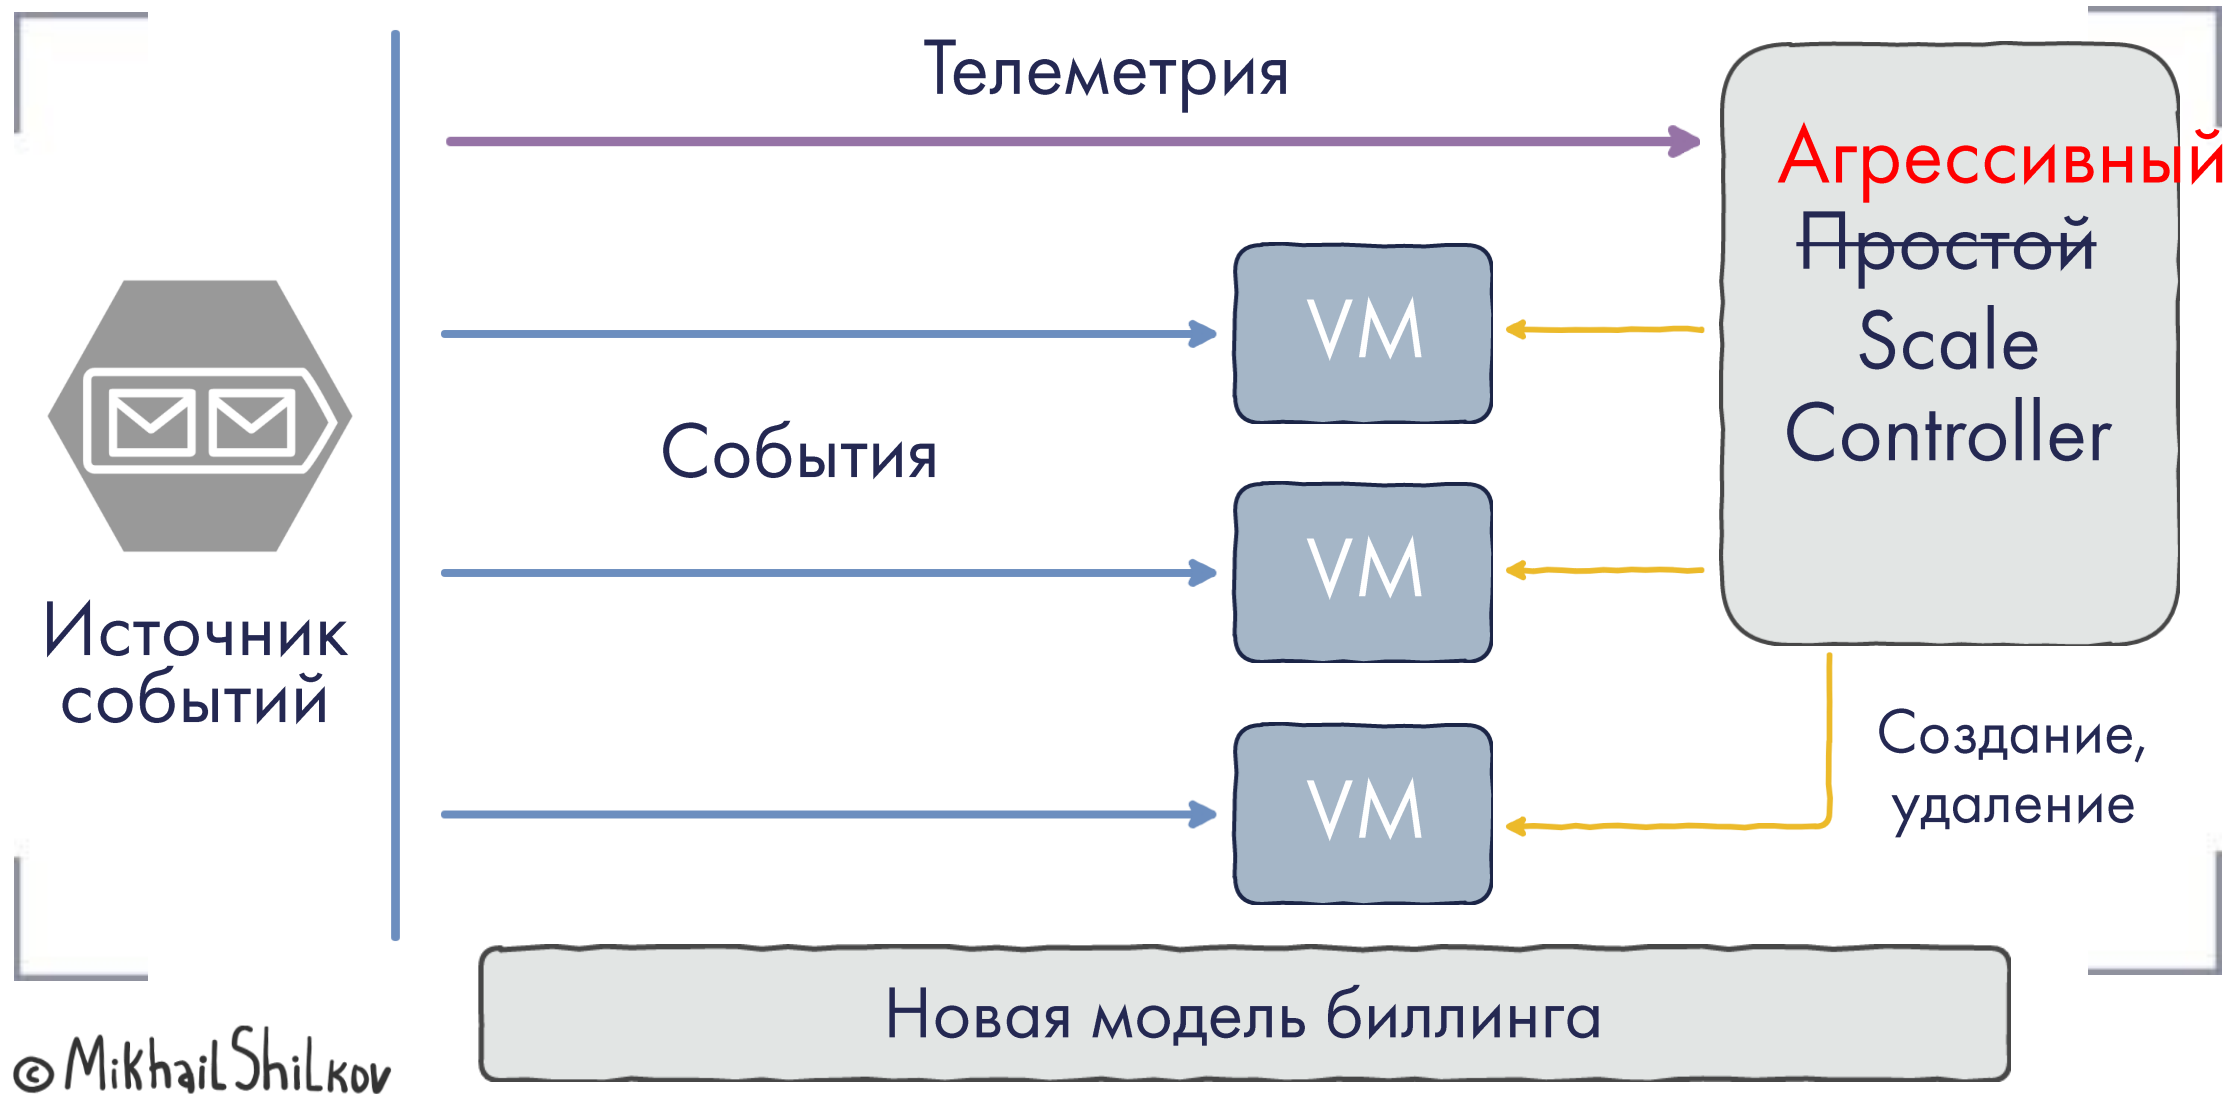 Телеметрия
Агрессивный
Простой
Scale
Controller
VM
События
VM
Источник
событий
VM
Создание,
удаление
Новая модель биллинга
©Mikhail Shilkov